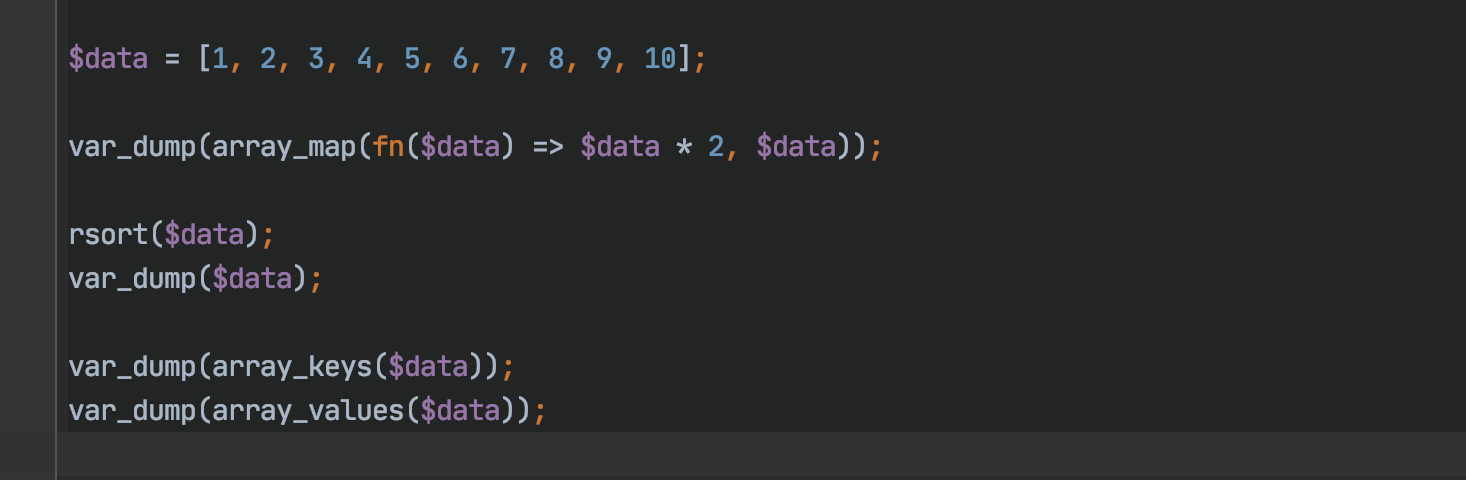 $data = [1, 2, 3, 4, 5, 6, 7, 8, 9, 10];
var_dump(array_map(fn($data) => $data * 2, $data));
rsort($data);
var_dump($data);
var_dump(array_keys($data));
var_dump(array_values($data));